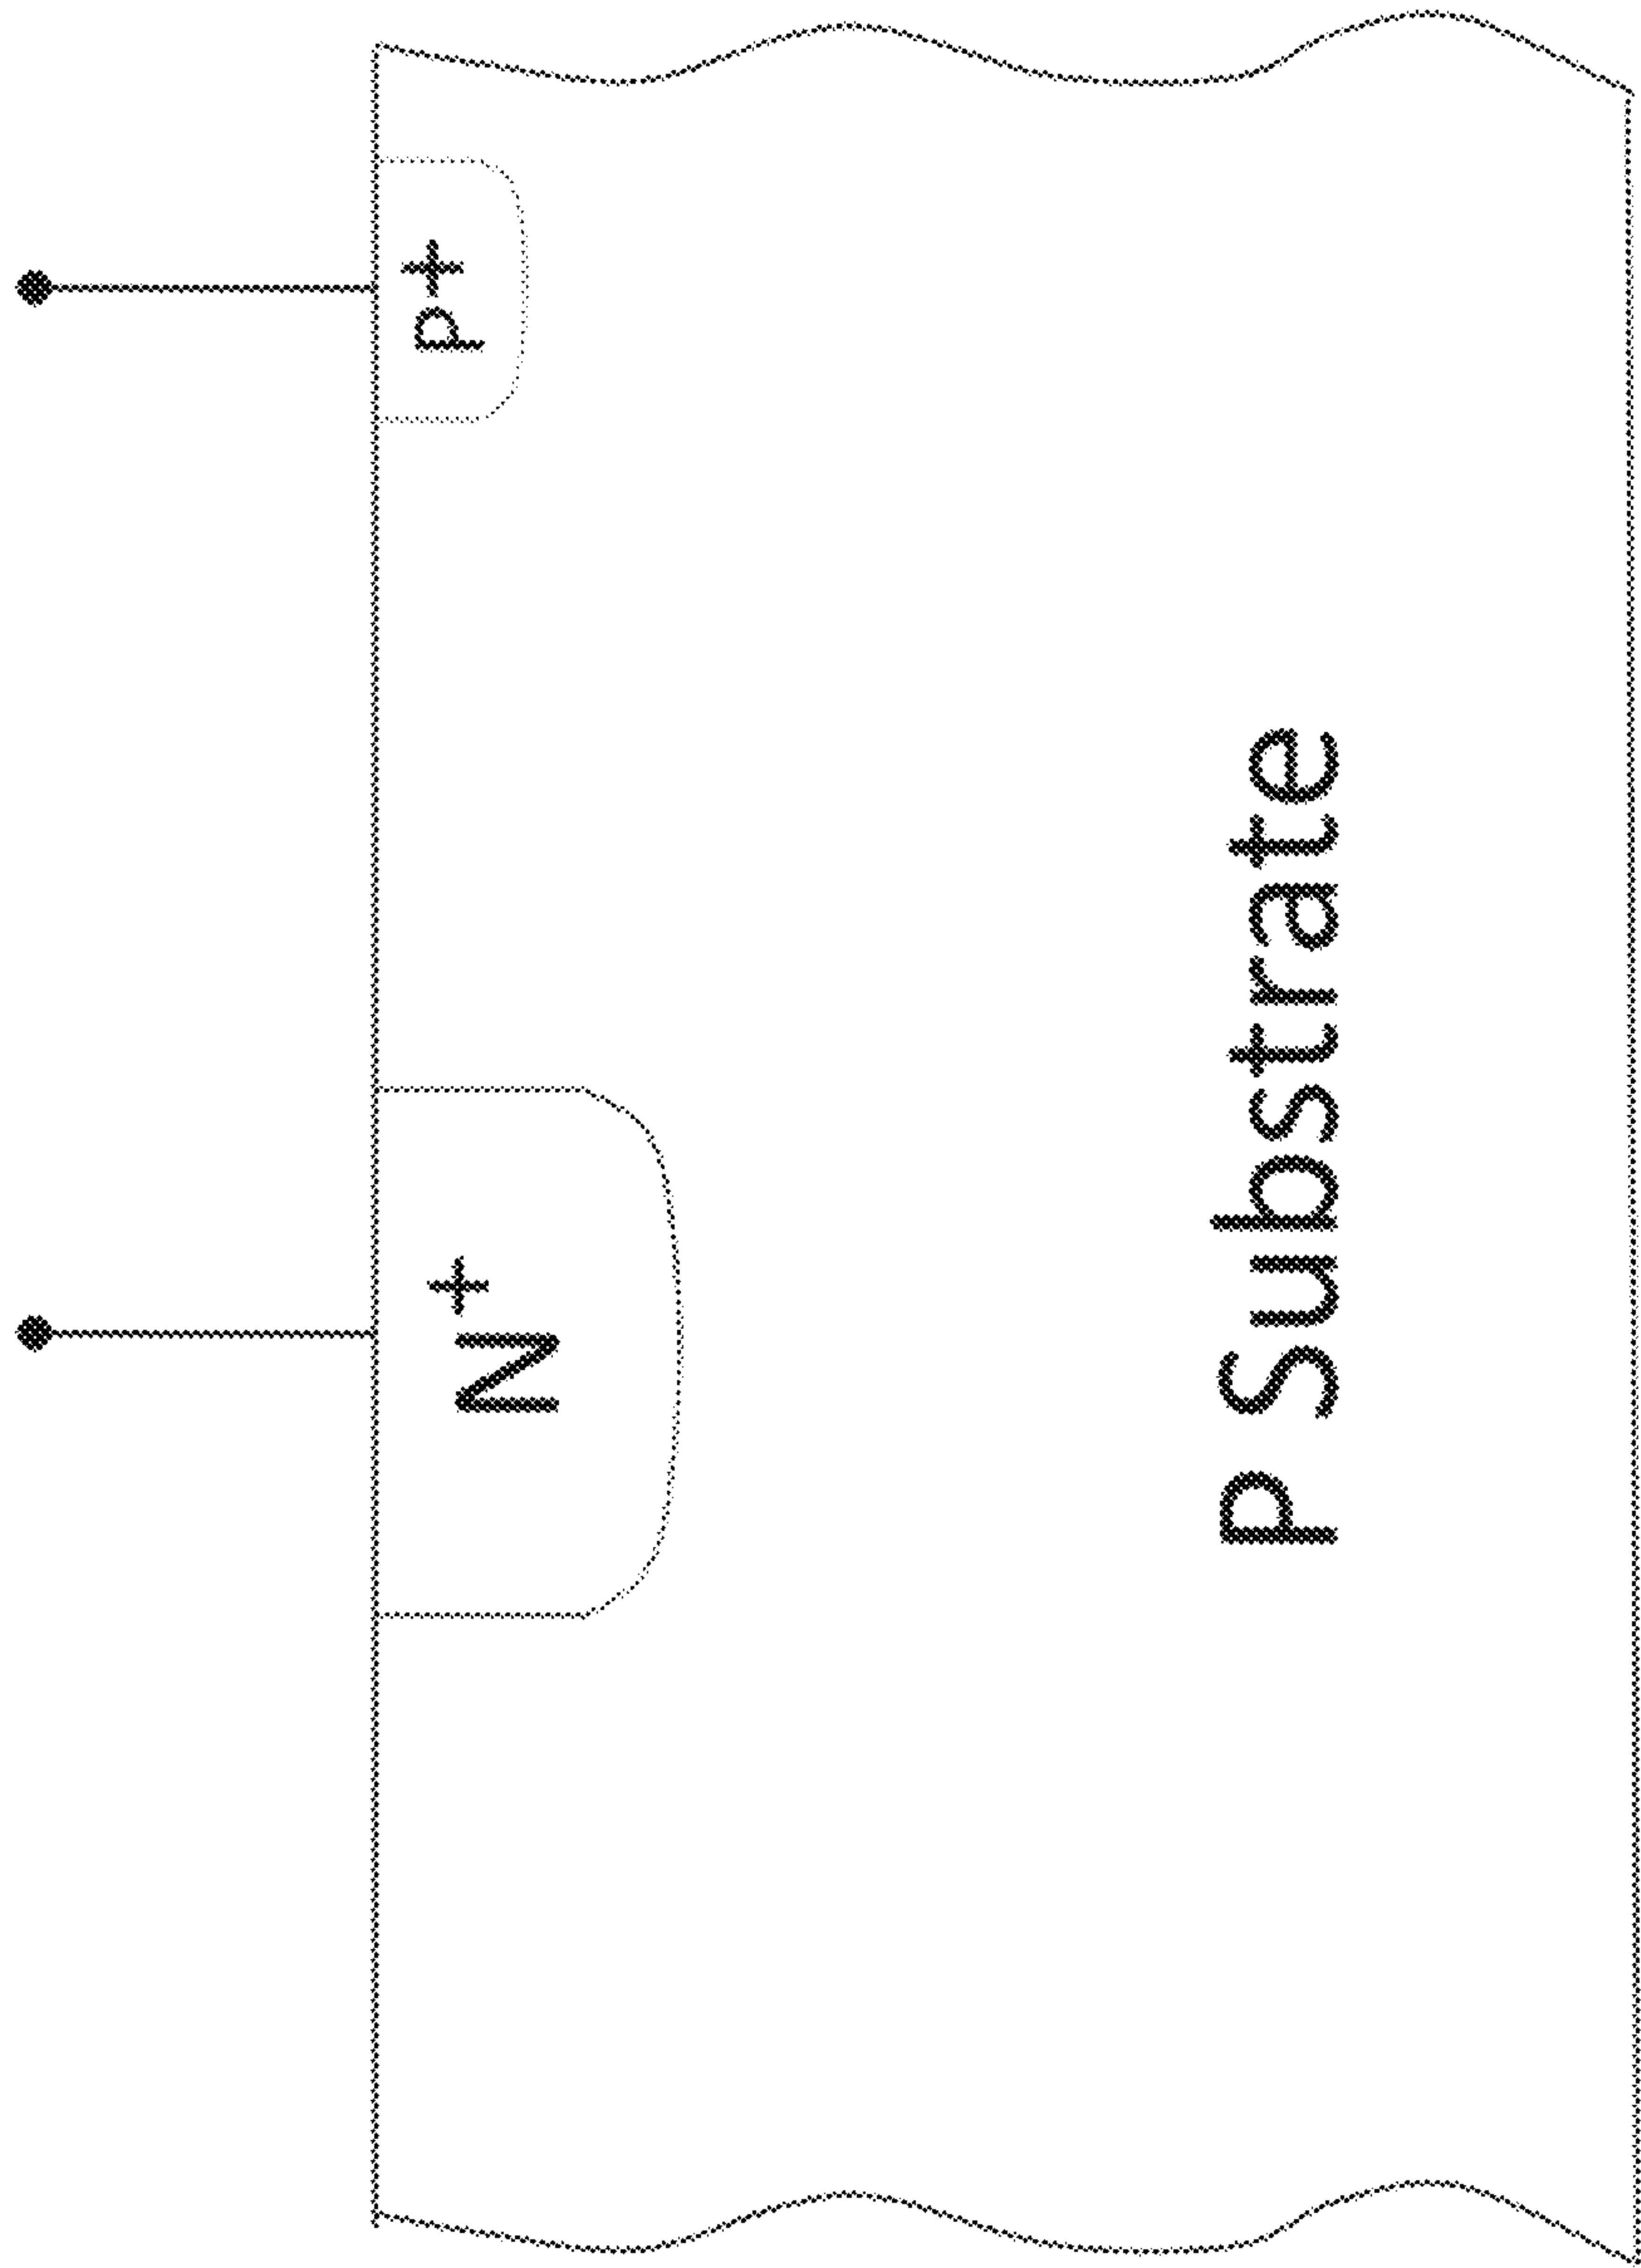 N⁺
p+
P Substrate